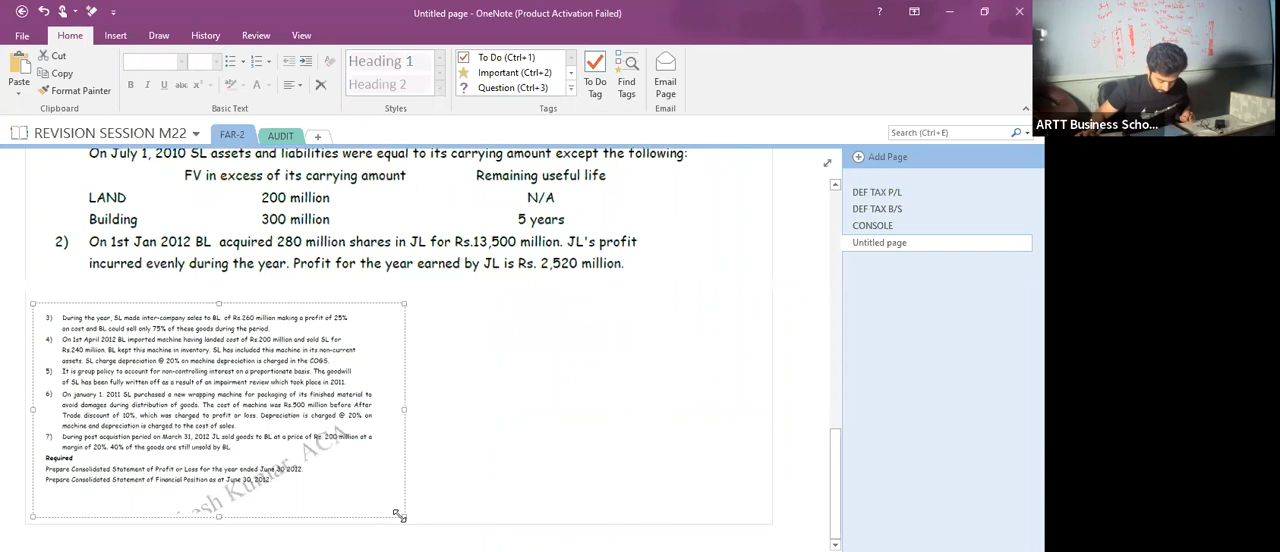 Untitled page - OneNote (Product Activation Failed)
File Home Insert Draw History Review View
Paste
Cut
Copy
Format Painter
Clipboard
Basic Text
Heading 1
Heading 2
Styles
To Do (Ctrl+1)
Important (Ctrl+2)
Question (Ctrl+3)
Tags
To Do Tag
Find Tags
Email Page
Email
ARTT Business Scho...
REVISION SESSION M22
FAR-2
AUDIT
Search (Ctrl+E)
Add Page
DEF TAX P/L
DEF TAX B/S
CONSOLE
Untitled page
On July 1, 2010 SL assets and liabilities were equal to its carrying amount except the following:
FV in excess of its carrying amount Remaining useful life
LAND 200 million N/A
Building 300 million 5 years
2) On 1st Jan 2012 BL acquired 280 million shares in JL for Rs.13,500 million. JL's profit
incurred evenly during the year. Profit for the year earned by JL is Rs. 2,520 million.
3) During the year, SL made inter-company sales to BL of Rs.260 million making a profit of 25%
on cost and BL could sell only 75% of these goods during the period.
4) On 1st April 2012 BL imported machine having landed cost of Rs.200 million and sold SL for
Rs.240 million. BL kept this machine in inventory. SL has included this machine in its non-current
assets. SL charge depreciation @ 20% on machine depreciation is charged in the COGS.
5) It is group policy to account for non-controlling interest on a proportionate basis. The goodwill
of SL has been fully written off as a result of an impairment review which took place in 2011.
6) On january 1. 2011 SL purchased a new wrapping machine for packaging of its finished material to
avoid damages during distribution of goods. The cost of machine was Rs.500 million before After
Trade discount of 10%, which was charged to profit or loss. Depreciation is charged @ 20% on
machine and depreciation is charged to the cost of sales.
7) During post acquistion period on March 31, 2012 JL sold goods to BL at a price of Rs. 200 million at a
margin of 20%. 40% of the goods are still unsold by BL.
Required
Prepare Consolidated Statement of Profit or Loss for the year ended June 30 2012.
Prepare Consolidated Statement of Financial Position as at June 30, 2012
esh Kumar, ACA